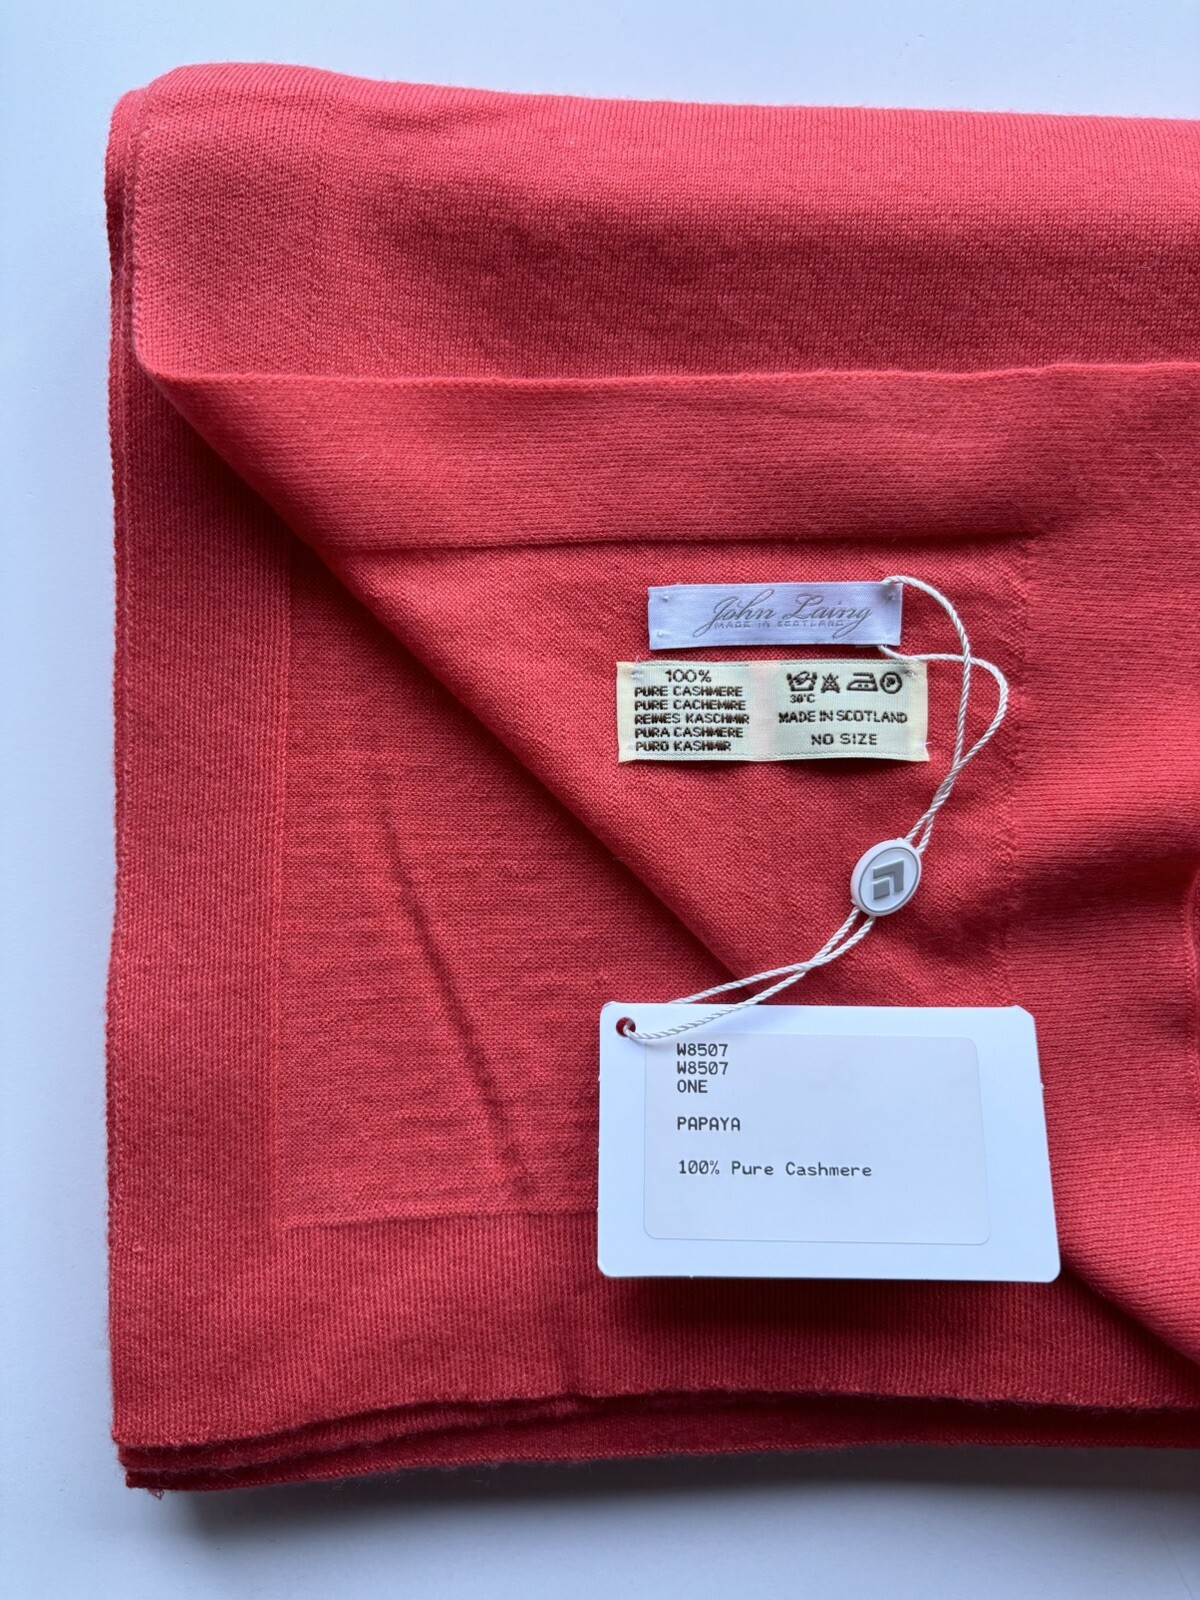 John Laing
MADE IN SCOTLAND
100%
PURE CASHMERE
PURE CACHEMIRE
REINES KASCHMIR
PURA CASHMERE
PURO KASHMIR
30°C
MADE IN SCOTLAND
NO SIZE
W8507
W8507
ONE
PAPAYA
100% Pure Cashmere